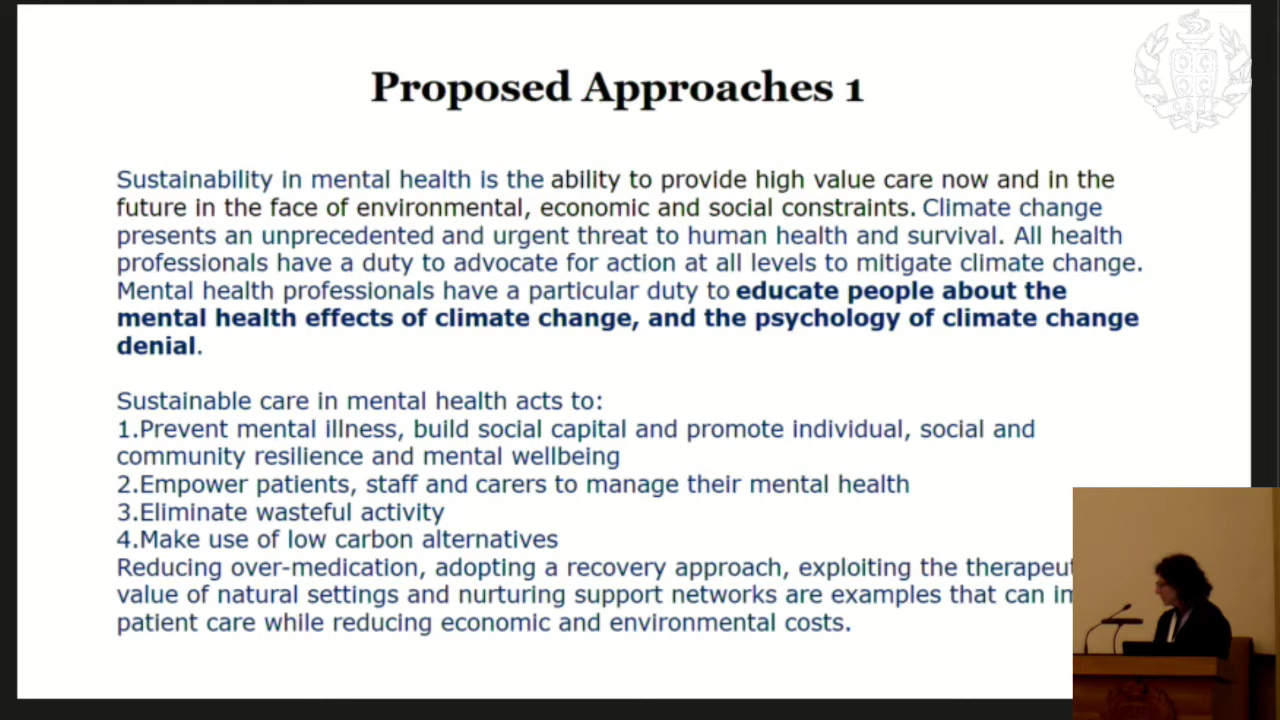 Proposed Approaches 1
Sustainability in mental health is the ability to provide high value care now and in the
future in the face of environmental, economic and social constraints. Climate change
presents an unprecedented and urgent threat to human health and survival. All health
professionals have a duty to advocate for action at all levels to mitigate climate change.
Mental health professionals have a particular duty to educate people about the
mental health effects of climate change, and the psychology of climate change
denial.
Sustainable care in mental health acts to:
1.Prevent mental illness, build social capital and promote individual, social and
community resilience and mental wellbeing
2.Empower patients, staff and carers to manage their mental health
3.Eliminate wasteful activity
4.Make use of low carbon alternatives
Reducing over-medication, adopting a recovery approach, exploiting the
value of natural settings and nurturing support networks are examples that can
patient care while reducing economic and environmental costs.